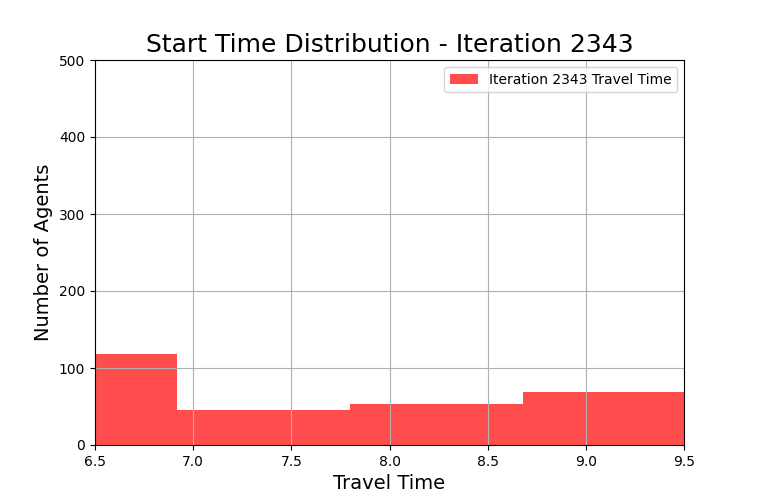 Start Time Distribution - Iteration 2343
Iteration 2343 Travel Time
Number of Agents
500
400
300
200
100
0
6.5 7.0 7.5 8.0 8.5 9.0 9.5
Travel Time